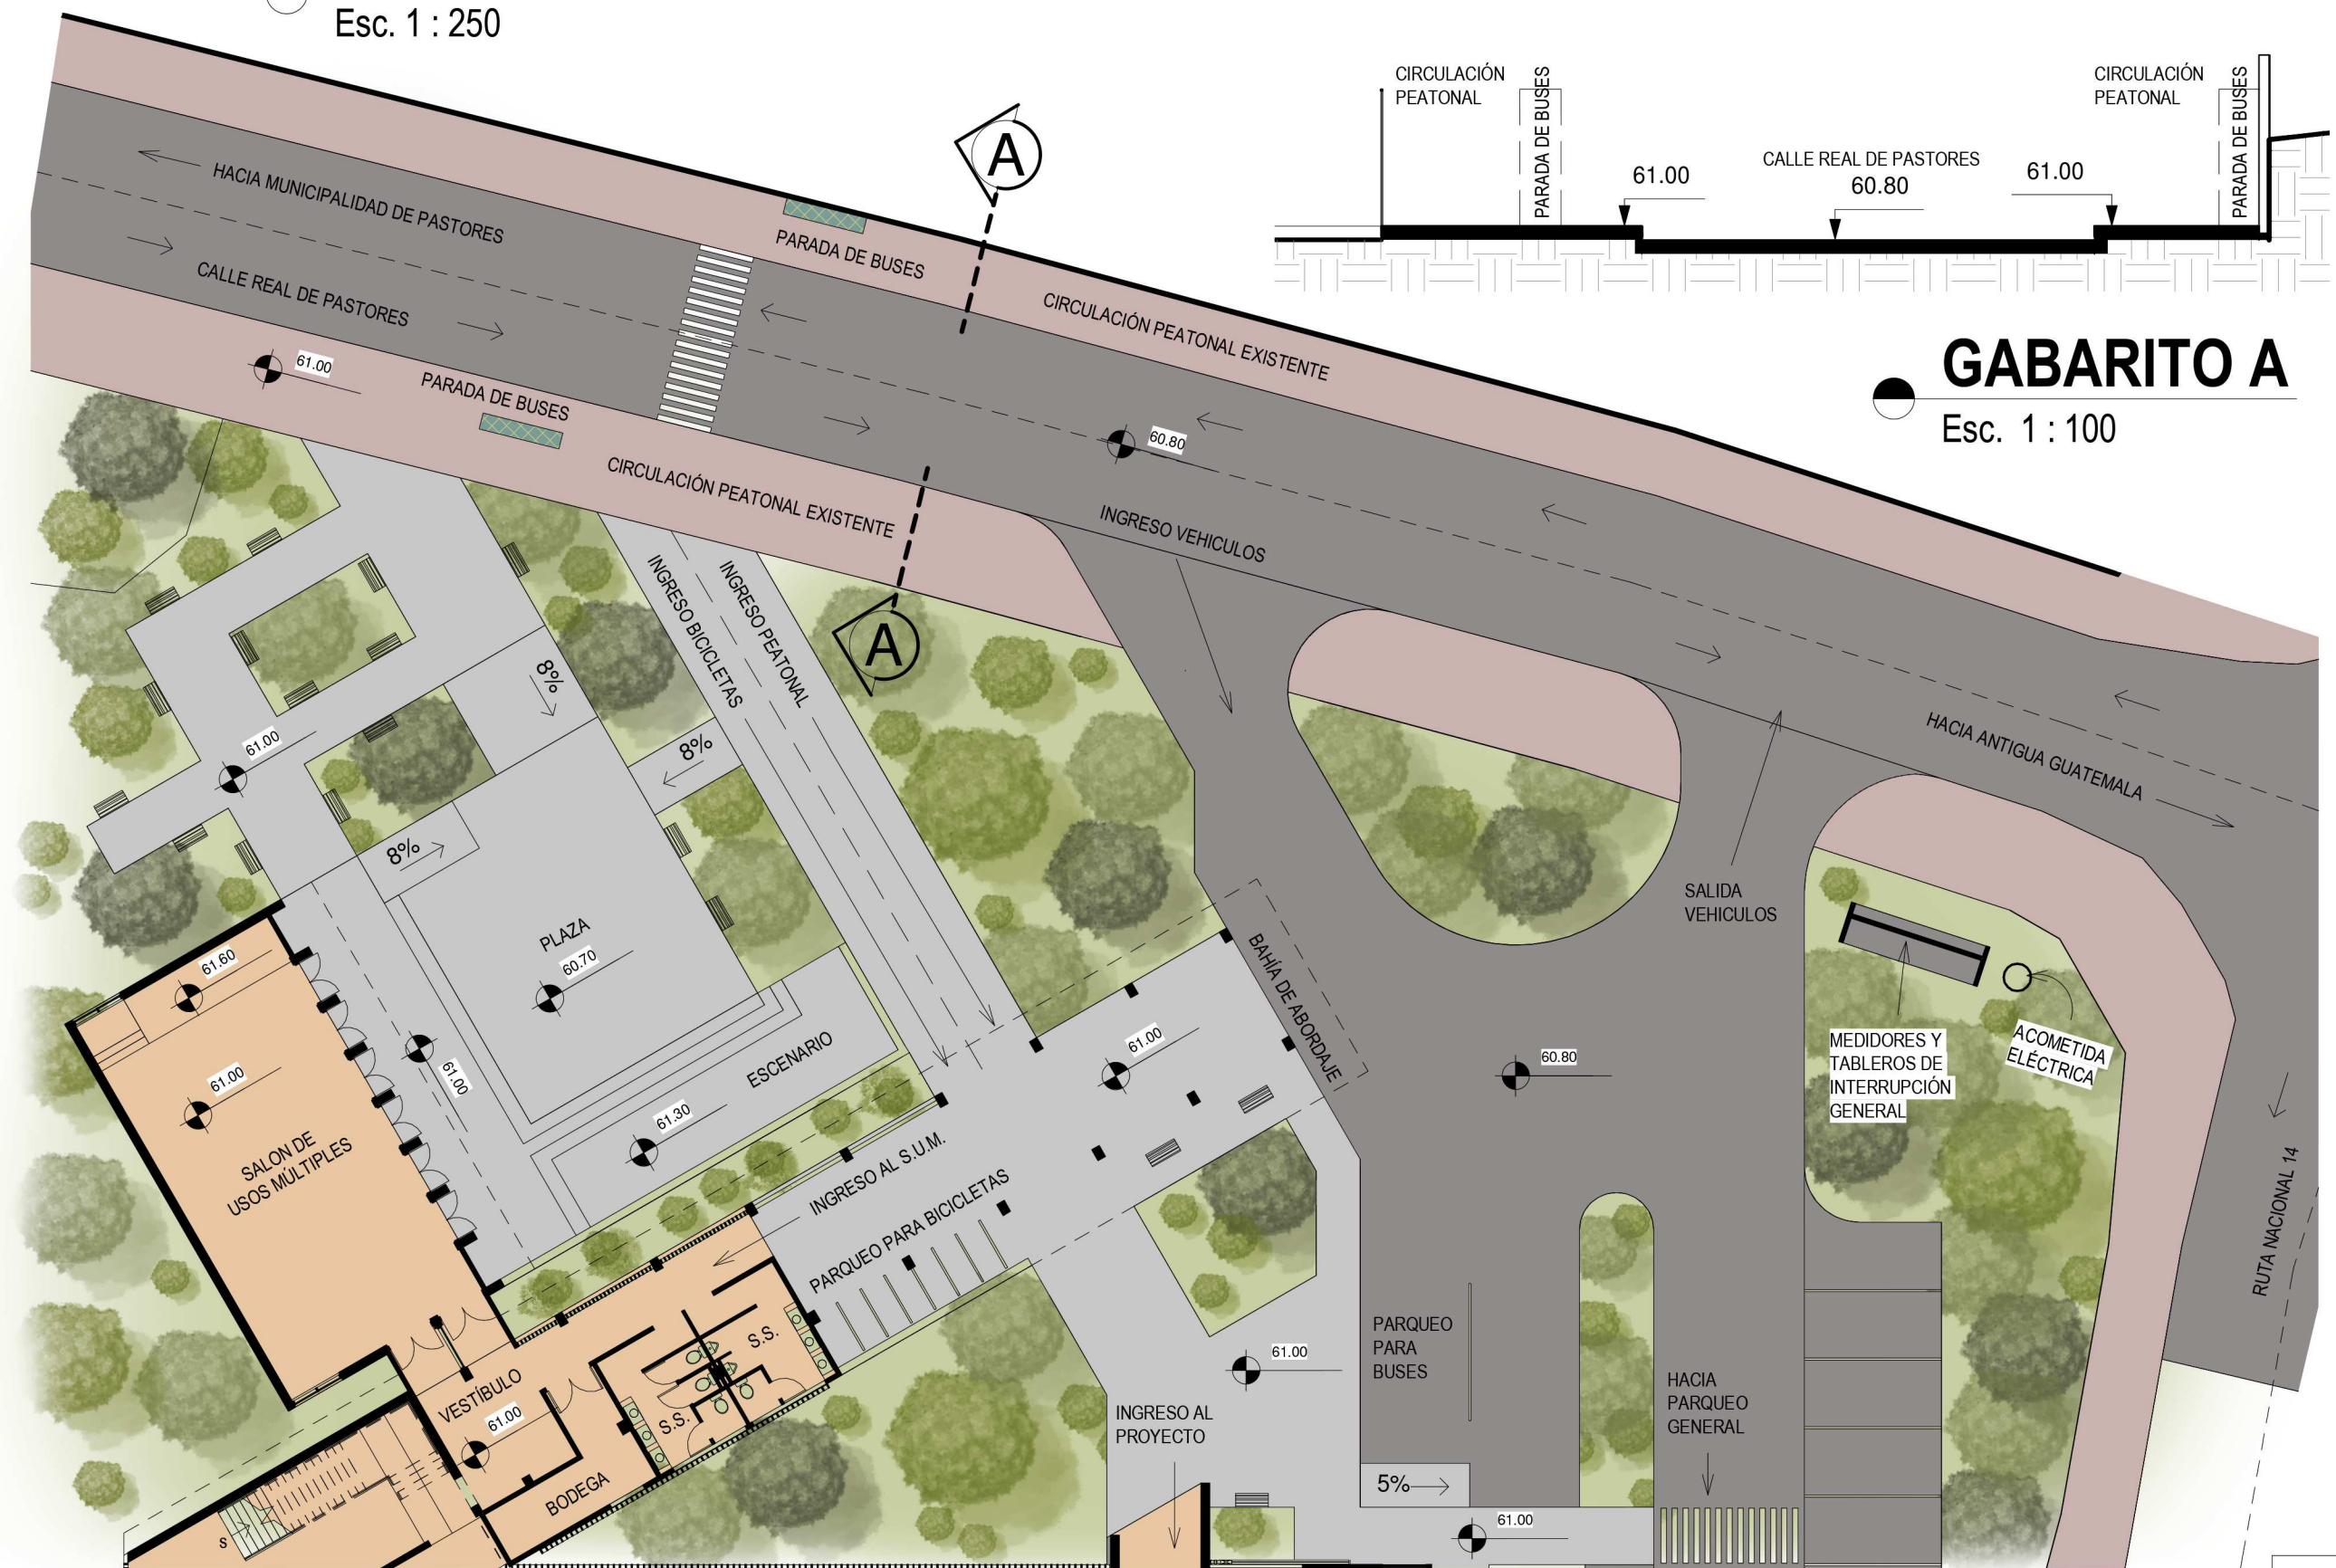 Esc. 1 : 250
CIRCULACIÓN
PEATONAL
PARADA DE BUSES
61.00
CALLE REAL DE PASTORES
60.80
61.00
CIRCULACIÓN
PEATONAL
PARADA DE BUSES
GABARITO A
Esc. 1 : 100
A
HACIA MUNICIPALIDAD DE PASTORES
PARADA DE BUSES
CALLE REAL DE PASTORES
CIRCULACIÓN PEATONAL EXISTENTE
61.00
PARADA DE BUSES
60.80
CIRCULACIÓN PEATONAL EXISTENTE
INGRESO VEHICULOS
INGRESO BICICLETAS
INGRESO PEATONAL
A
8%
8%
61.00
8%
HACIA ANTIGUA GUATEMALA
SALIDA
VEHICULOS
PLAZA
60.70
61.60
BAHÍA DE ABORDAJE
61.00
61.00
61.00
ESCENARIO
61.30
60.80
MEDIDORES Y
TABLEROS DE
INTERRUPCIÓN
GENERAL
ACOMETIDA
ELÉCTRICA
SALON DE
USOS MÚLTIPLES
INGRESO AL S.U.M.
PARQUEO PARA BICICLETAS
RUTA NACIONAL 14
S.S.
S.S.
VESTÍBULO
61.00
BODEGA
61.00
PARQUEO
PARA
BUSES
HACIA
PARQUEO
GENERAL
INGRESO AL
PROYECTO
5%
61.00
S